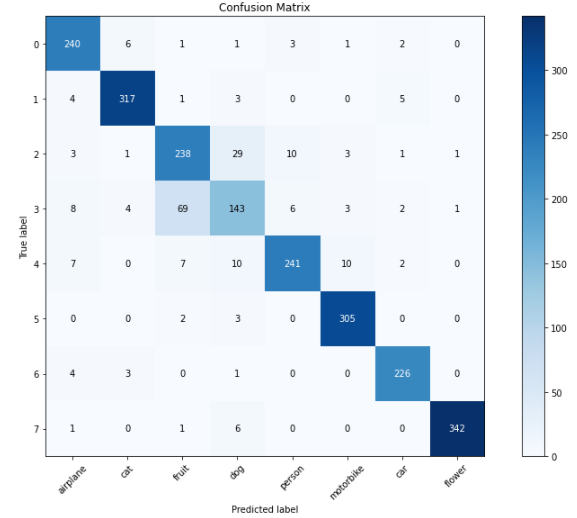 Confusion Matrix
0 240 6 1 1 3 1 2 0
1 4 317 1 3 0 0 5 0
2 3 1 238 29 10 3 1 1
3 8 4 69 143 6 3 2 1
4 7 0 7 10 241 10 2 0
5 0 0 2 3 0 305 0 0
6 4 3 0 1 0 0 226 0
7 1 0 1 6 0 0 0 342
True label
airplane cat fruit dog person motorbike car flower
Predicted label
300
250
200
150
100
50
0